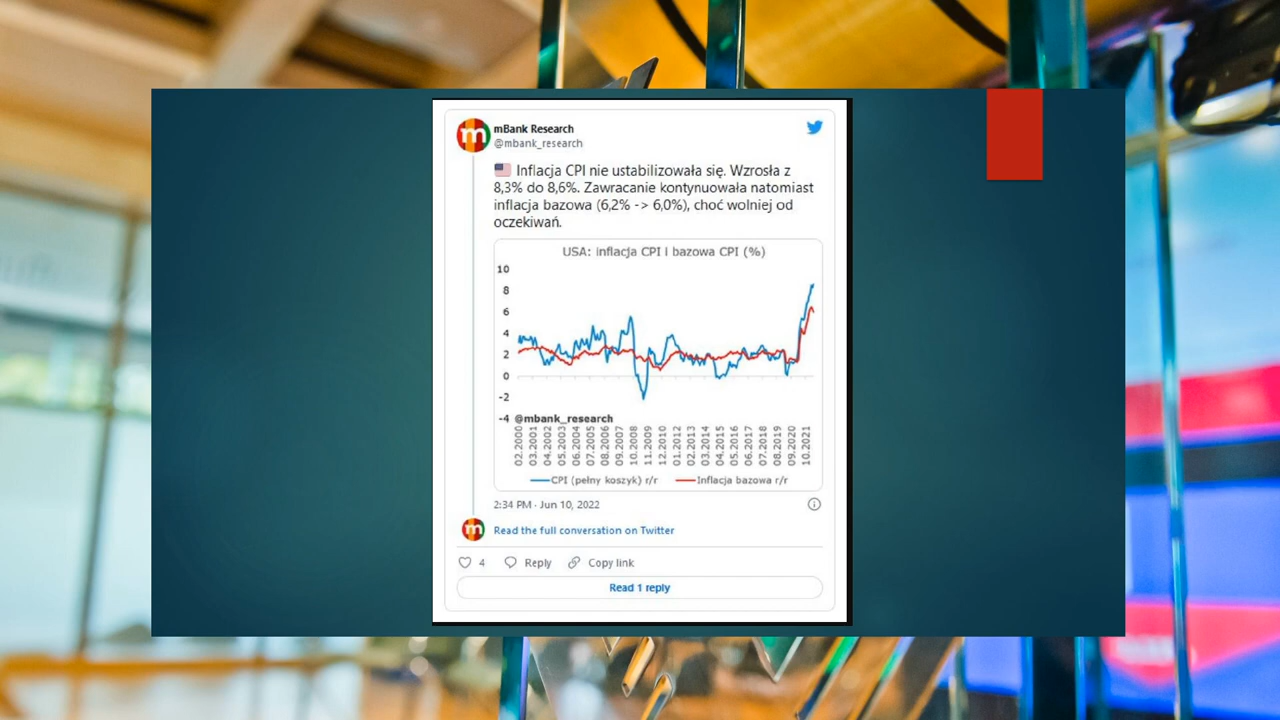 mBank Research
@mbank_research
Inflacja CPI nie ustabilizowała się. Wzrosła z
8,3% do 8,6%. Zawracanie kontynuowała natomiast
inflacja bazowa (6,2% -> 6,0%), choć wolniej od
oczekiwań.
USA: inflacja CPI i bazowa CPI (%)
10
8
6
4
2
0
-2
-4
@mbank_research
02.2000
03.2001
04.2002
05.2003
06.2004
07.2005
08.2006
09.2007
10.2008
11.2009
12.2010
01.2012
02.2013
03.2014
04.2015
05.2016
06.2017
07.2018
08.2019
09.2020
10.2021
CPI (pełny koszyk) r/r
Inflacja bazowa r/r
2:34 PM · Jun 10, 2022
Read the full conversation on Twitter
4
Reply
Copy link
Read 1 reply